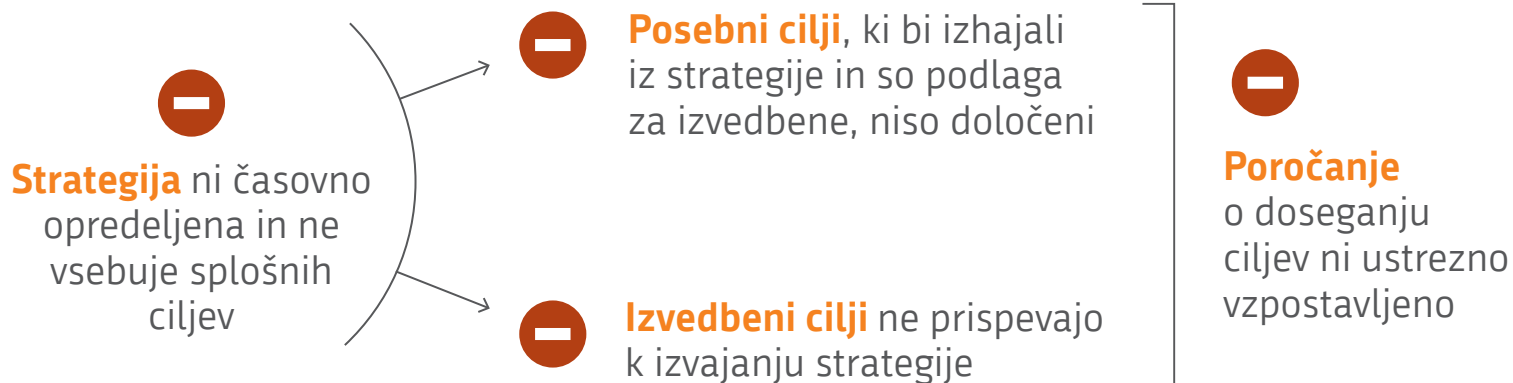 Strategija ni časovno
opredeljena in ne
vsebuje splošnih
ciljev
Posebni cilji, ki bi izhajali
iz strategije in so podlaga
za izvedbene, niso določeni
Izvedbeni cilji ne prispevajo
k izvajanju strategije
Poročanje
o doseganju
ciljev ni ustrezno
vzpostavljeno